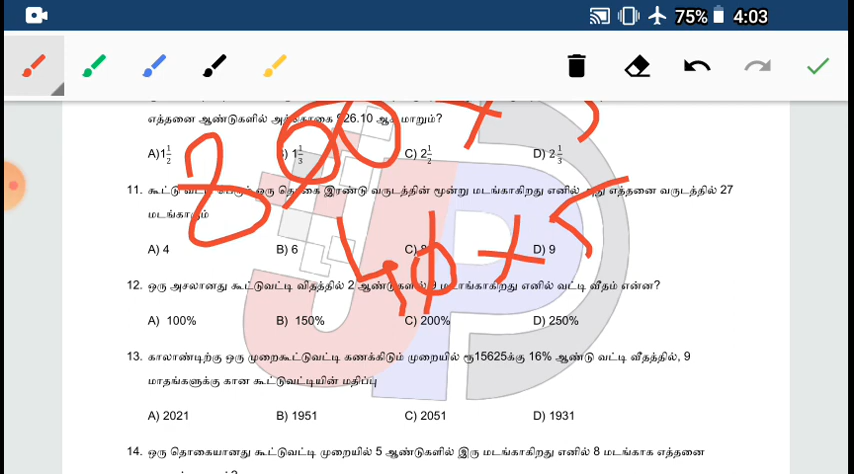 75% 4:03
எத்தனை ஆண்டுகளில் அத்தொகை 926.10 ஆக மாறும்?
A)1½ B) 1⅓ C) 2½ D) 2⅓
11. கூட்டு வட்டி ஒரு தொகை இரண்டு வருடத்தின் மூன்று மடங்காகிறது எனில் அது எத்தனை வருடத்தில் 27
மடங்காகும்
A) 4 B) 6 C) 8 D) 9
12. ஒரு அசலானது கூட்டுவட்டி விதத்தில் 2 ஆண்டுகளில் 9 மடாங்காகிறது எனில் வட்டி வீதம் என்ன?
A) 100% B) 150% C) 200% D) 250%
13. காலாண்டிற்கு ஒரு முறைகூட்டுவட்டி கணக்கிடும் முறையில் ரூ15625க்கு 16% ஆண்டு வட்டி வீதத்தில், 9
மாதங்களுக்கு கான கூட்டுவட்டியின் மதிப்பு
A) 2021 B) 1951 C) 2051 D) 1931
14. ஒரு தொகையானது கூட்டுவட்டி முறையில் 5 ஆண்டுகளில் இரு மடங்காகிறது எனில் 8 மடங்காக எத்தனை